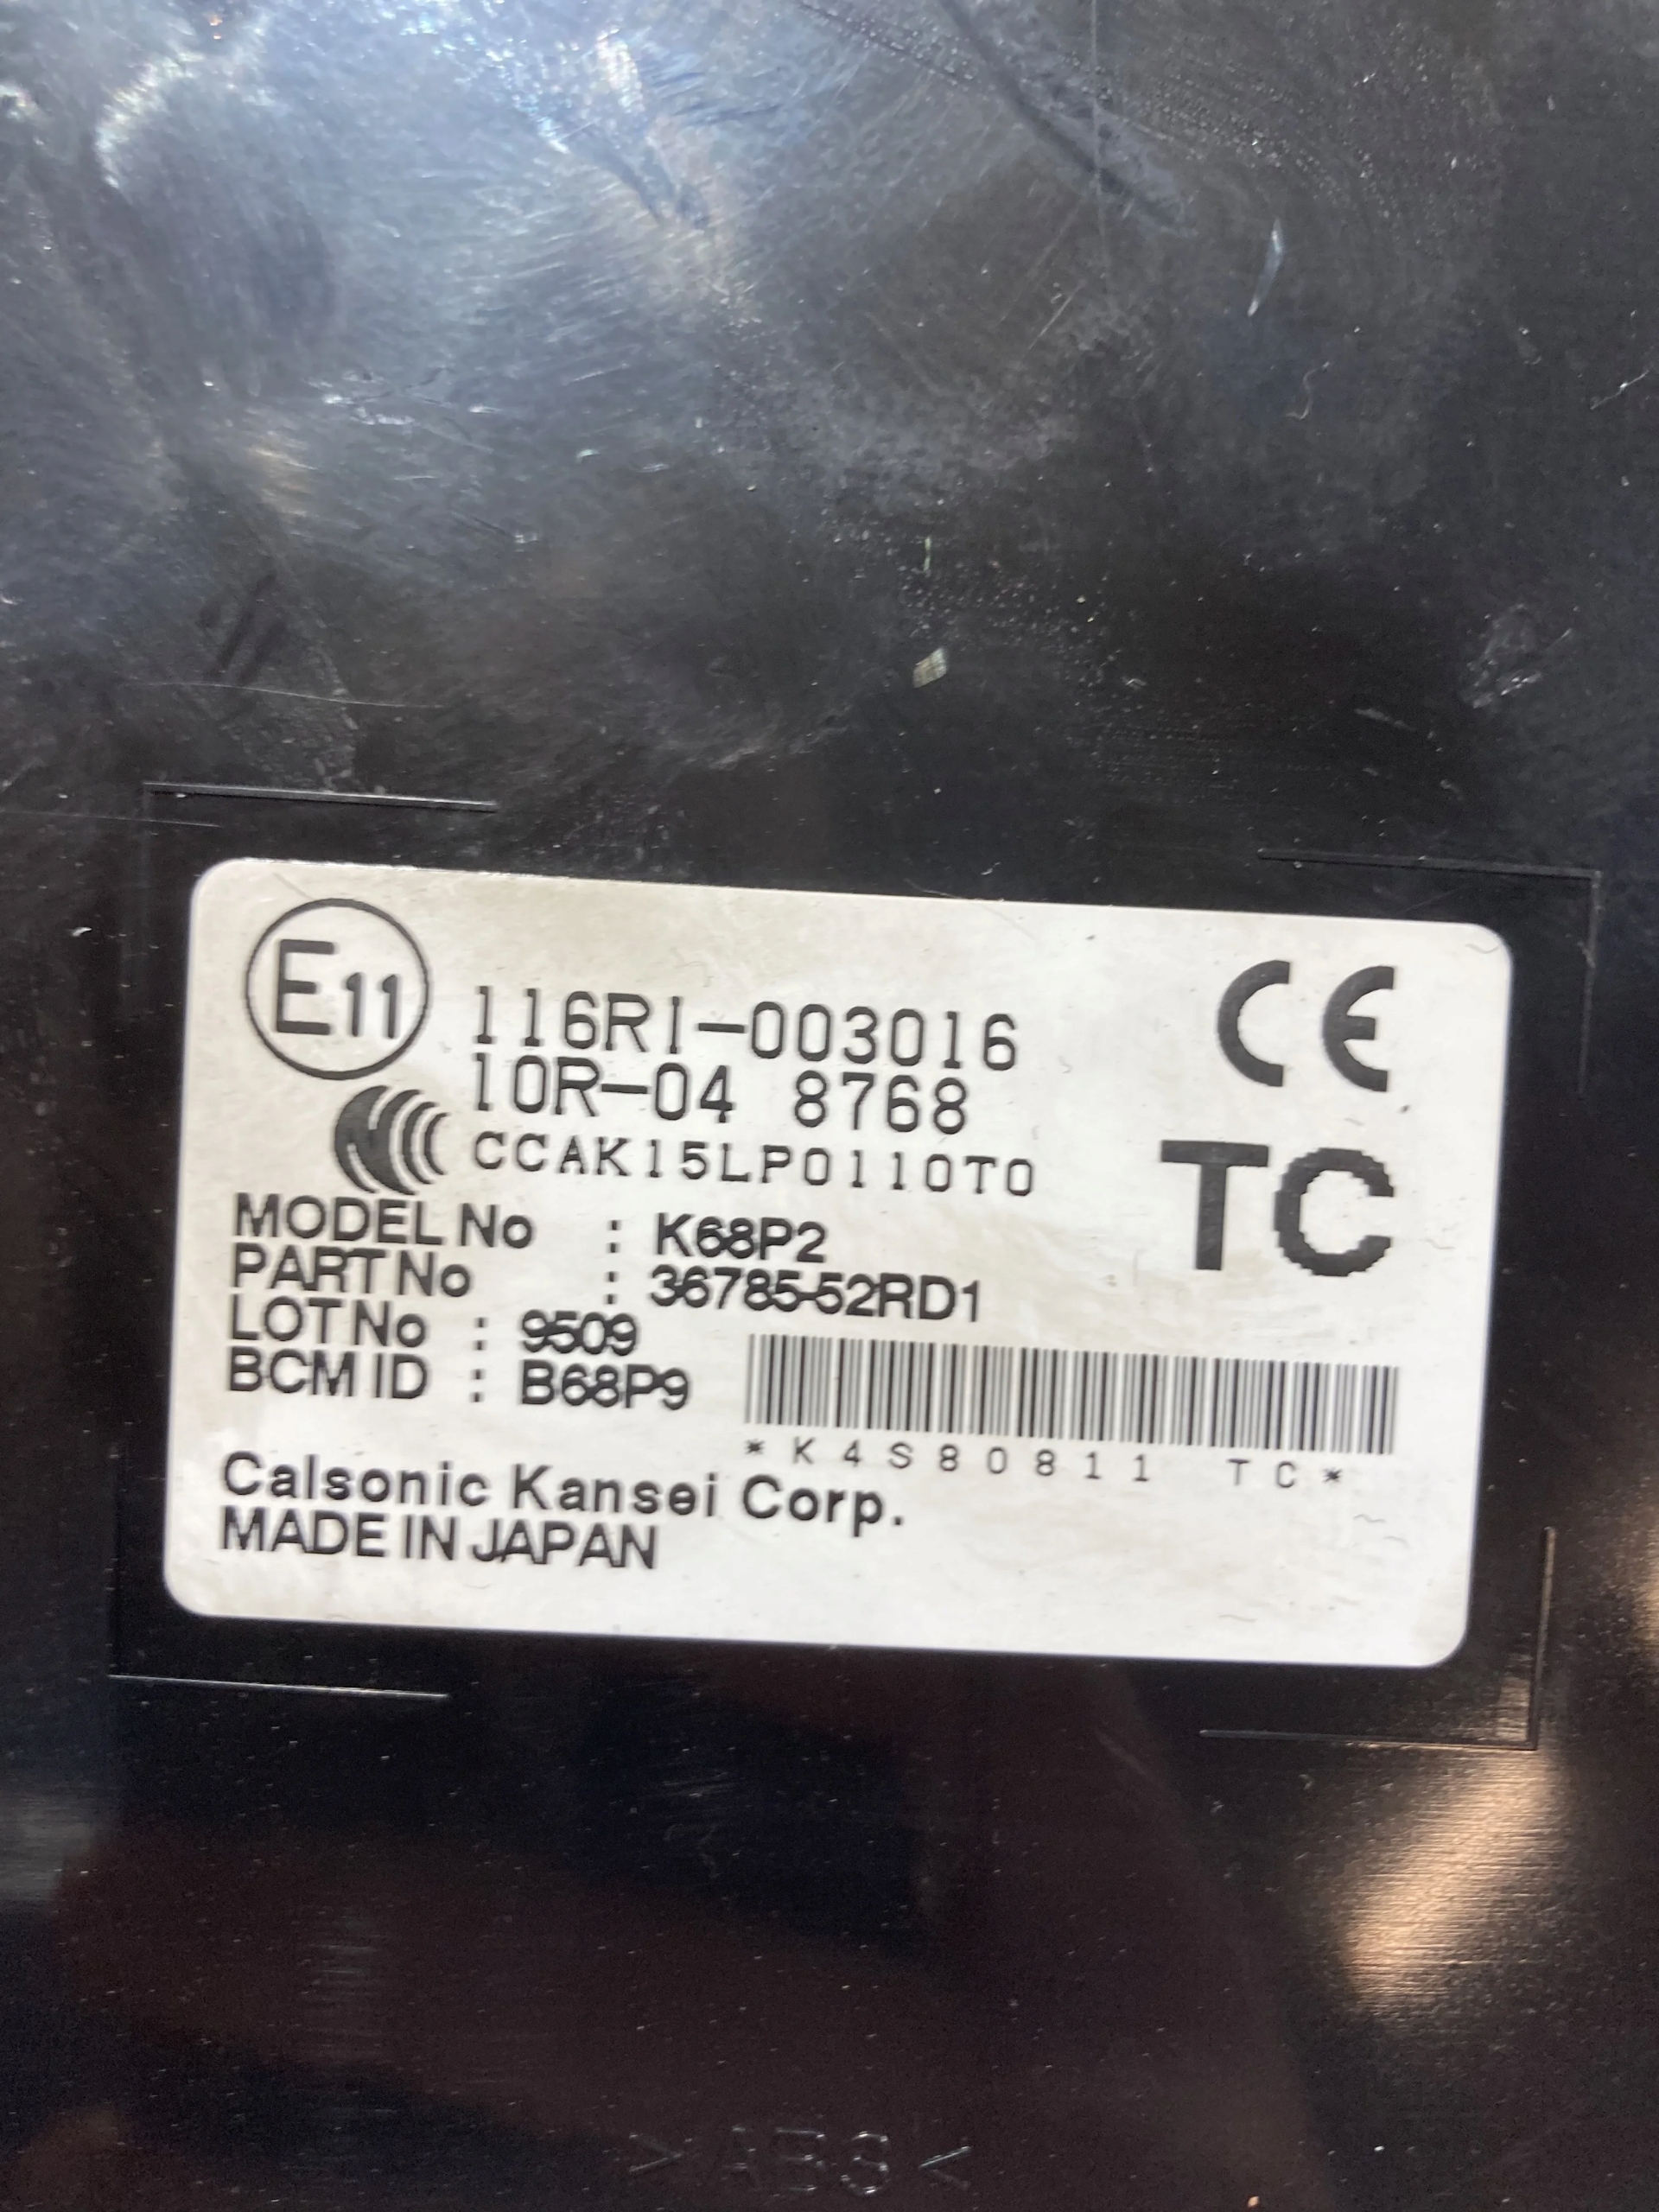 E11
116RI-003016
10R-04 8768
CCAK15LP0110T0
CE
TC
MODEL No : K68P2
PART No : 36785-52RD1
LOT No : 9509
BCM ID : B68P9
*K4S80811 TC*
Calsonic Kansei Corp.
MADE IN JAPAN
>ABS<